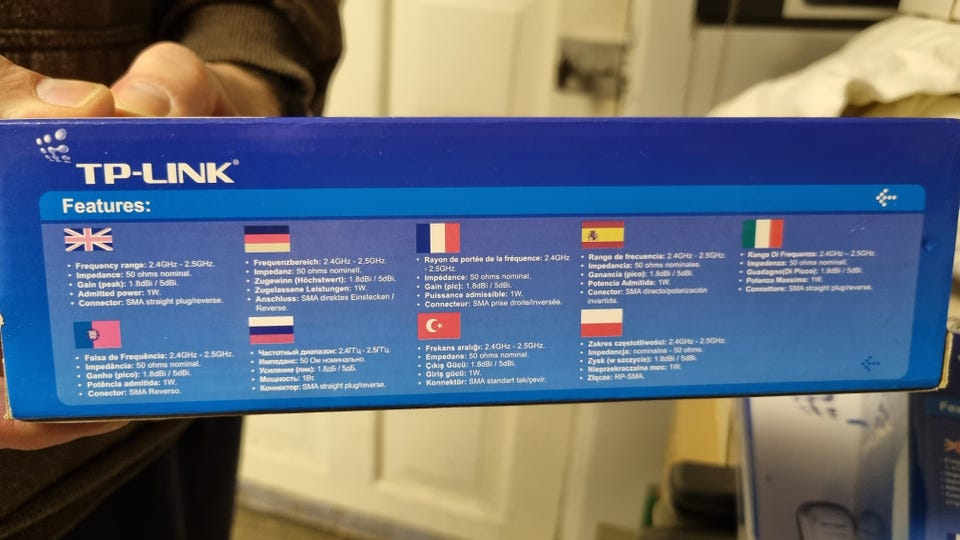 TP-LINK®
Features:
• Frequency range: 2.4GHz - 2.5GHz.
• Impedance: 50 ohms nominal.
• Gain (peak): 1.8dBi / 5dBi.
• Admitted power: 1W.
• Connector: SMA straight plug/reverse.
• Frequenzbereich: 2.4GHz - 2.5GHz.
• Impedanz: 50 ohms nominell.
• Zugewinn (Höchstwert): 1.8dBi / 5dBi.
• Zugelassene Leistungen: 1W.
• Anschluss: SMA direktes Einstecken /
Reverse.
• Rayon de portée de la fréquence: 2.4GHz
- 2.5GHz.
• Impédance: 50 ohms nominal.
• Gain (pic): 1.8dBi / 5dBi.
• Puissance admissible: 1W.
• Connecteur: SMA prise droite/inversée.
• Rango de frecuencia: 2.4GHz - 2.5GHz.
• Impedancia: 50 ohms nominales.
• Ganancia (pico): 1.8dBi / 5dBi.
• Potencia Admitida: 1W.
• Conector: SMA directo/polarización
invertida.
• Range Di Frequenza: 2.4GHz - 2.5GHz.
• Impedenza: 50 ohms nominal.
• Guadagno(Di Picco): 1.8dBi / 5dBi.
• Potenza Massima: 1W.
• Connettore: SMA straight plug/reverse.
• Faixa de Frequência: 2.4GHz - 2.5GHz.
• Impedância: 50 ohms nominal.
• Ganho (pico): 1.8dBi / 5dBi.
• Potência admitida: 1W.
• Conector: SMA Reverso.
• Частотный диапазон: 2.4ГГц - 2.5ГГц.
• Импеданс: 50 Ом номинально.
• Усиление (пик): 1.8дБ / 5дБ.
• Мощность: 1Вт.
• Коннектор: SMA straight plug/reverse.
• Frekans aralığı: 2.4GHz - 2.5GHz.
• Empedans: 50 ohms nominal.
• Çıkış Gücü: 1.8dBi / 5dBi.
• Giriş gücü: 1W.
• Konnektör: SMA standart tak/çevir.
• Zakres częstotliwości: 2.4GHz - 2.5GHz.
• Impedancja: nominalna - 50 ohms.
• Zysk (w szczycie): 1.8dBi / 5dBi.
• Nieprzekraczalna moc: 1W.
• Złącze: RP-SMA.